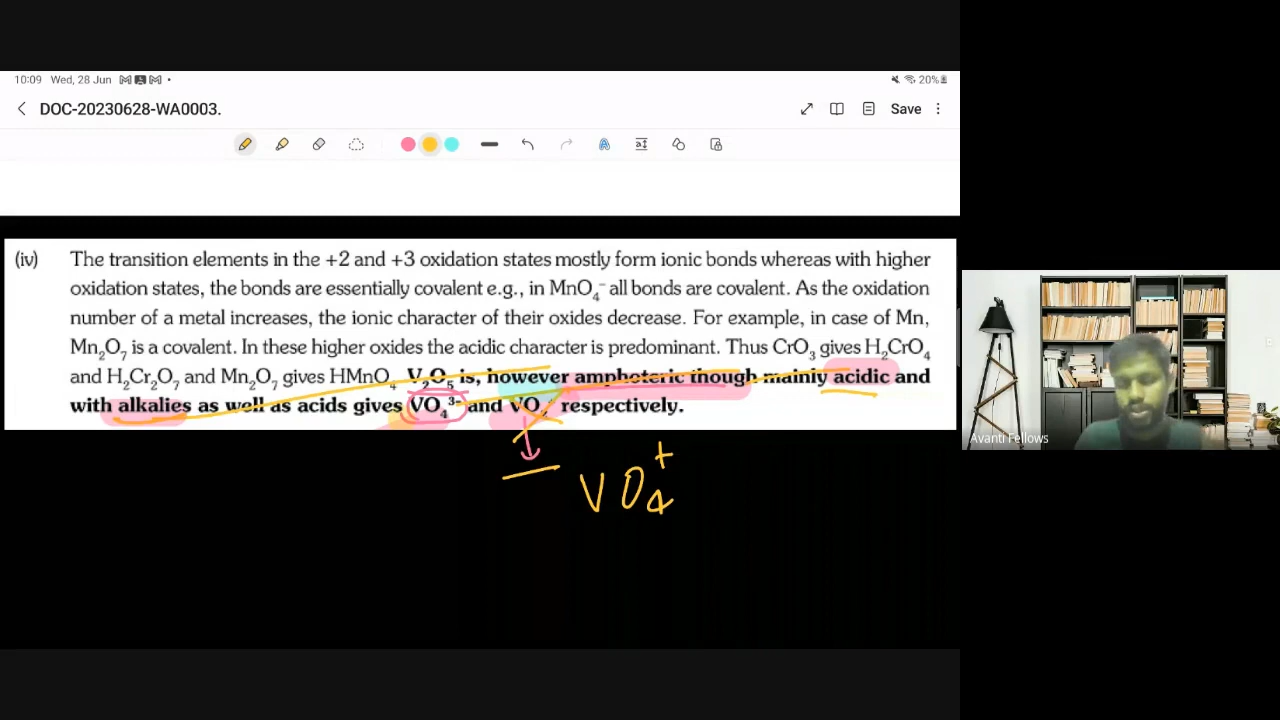 10:09 Wed, 28 Jun
20%
DOC-20230628-WA0003.
Save
(iv) The transition elements in the +2 and +3 oxidation states mostly form ionic bonds whereas with higher
oxidation states, the bonds are essentially covalent e.g., in MnO₄⁻ all bonds are covalent. As the oxidation
number of a metal increases, the ionic character of their oxides decrease. For example, in case of Mn,
Mn₂O₇ is a covalent. In these higher oxides the acidic character is predominant. Thus CrO₃ gives H₂CrO₄
and H₂Cr₂O₇ and Mn₂O₇ gives HMnO₄ V₂O₅ is, however amphoteric though mainly acidic and
with alkalies as well as acids gives VO₄³⁻ and respectively.
VO₄⁺
Avanti Fellows